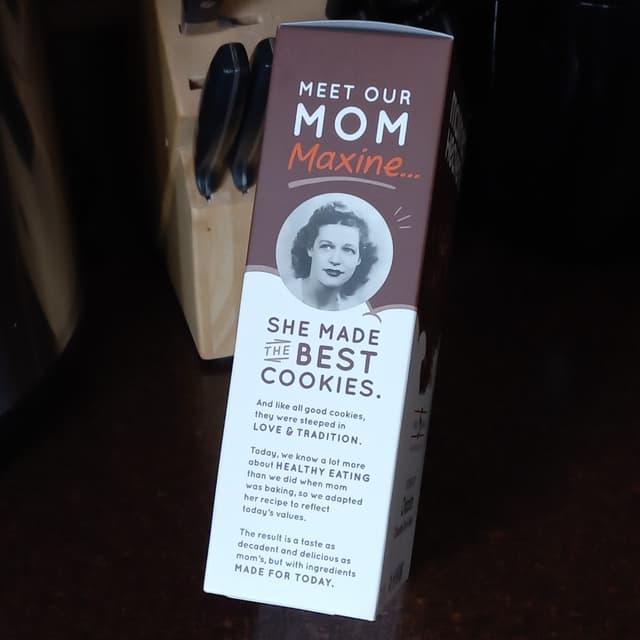 MEET OUR
MOM
Maxine...
SHE MADE
THE BEST
COOKIES.
And like all good cookies,
they were steeped in
LOVE & TRADITION.
Today, we know a lot more
about HEALTHY EATING
than we did when mom
was baking, so we adapted
her recipe to reflect
today's values.
The result is a taste as
decadent and delicious as
mom's, but with ingredients
MADE FOR TODAY.